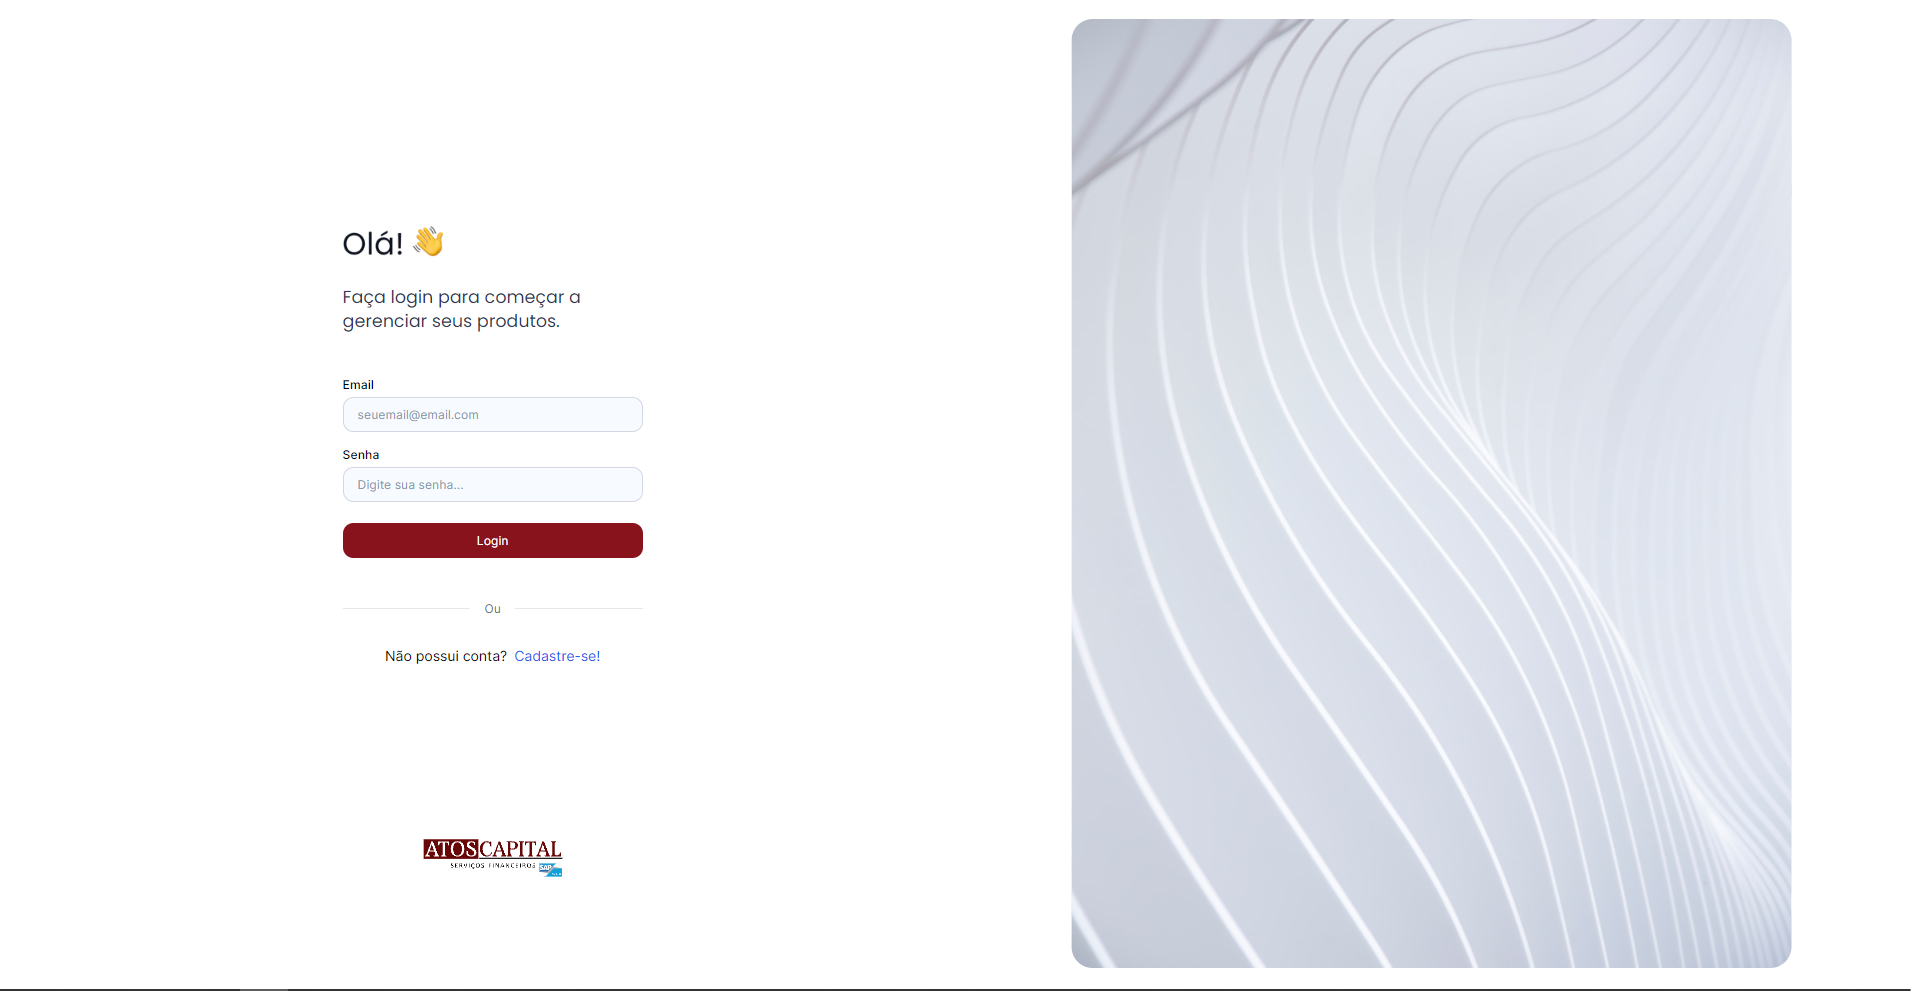 Olá! 👋
Faça login para começar a
gerenciar seus produtos.
Email
seuemail@email.com
Senha
Digite sua senha...
Login
Ou
Não possui conta? Cadastre-se!
ATOSCAPITAL
SERVIÇOS FINANCEIROS